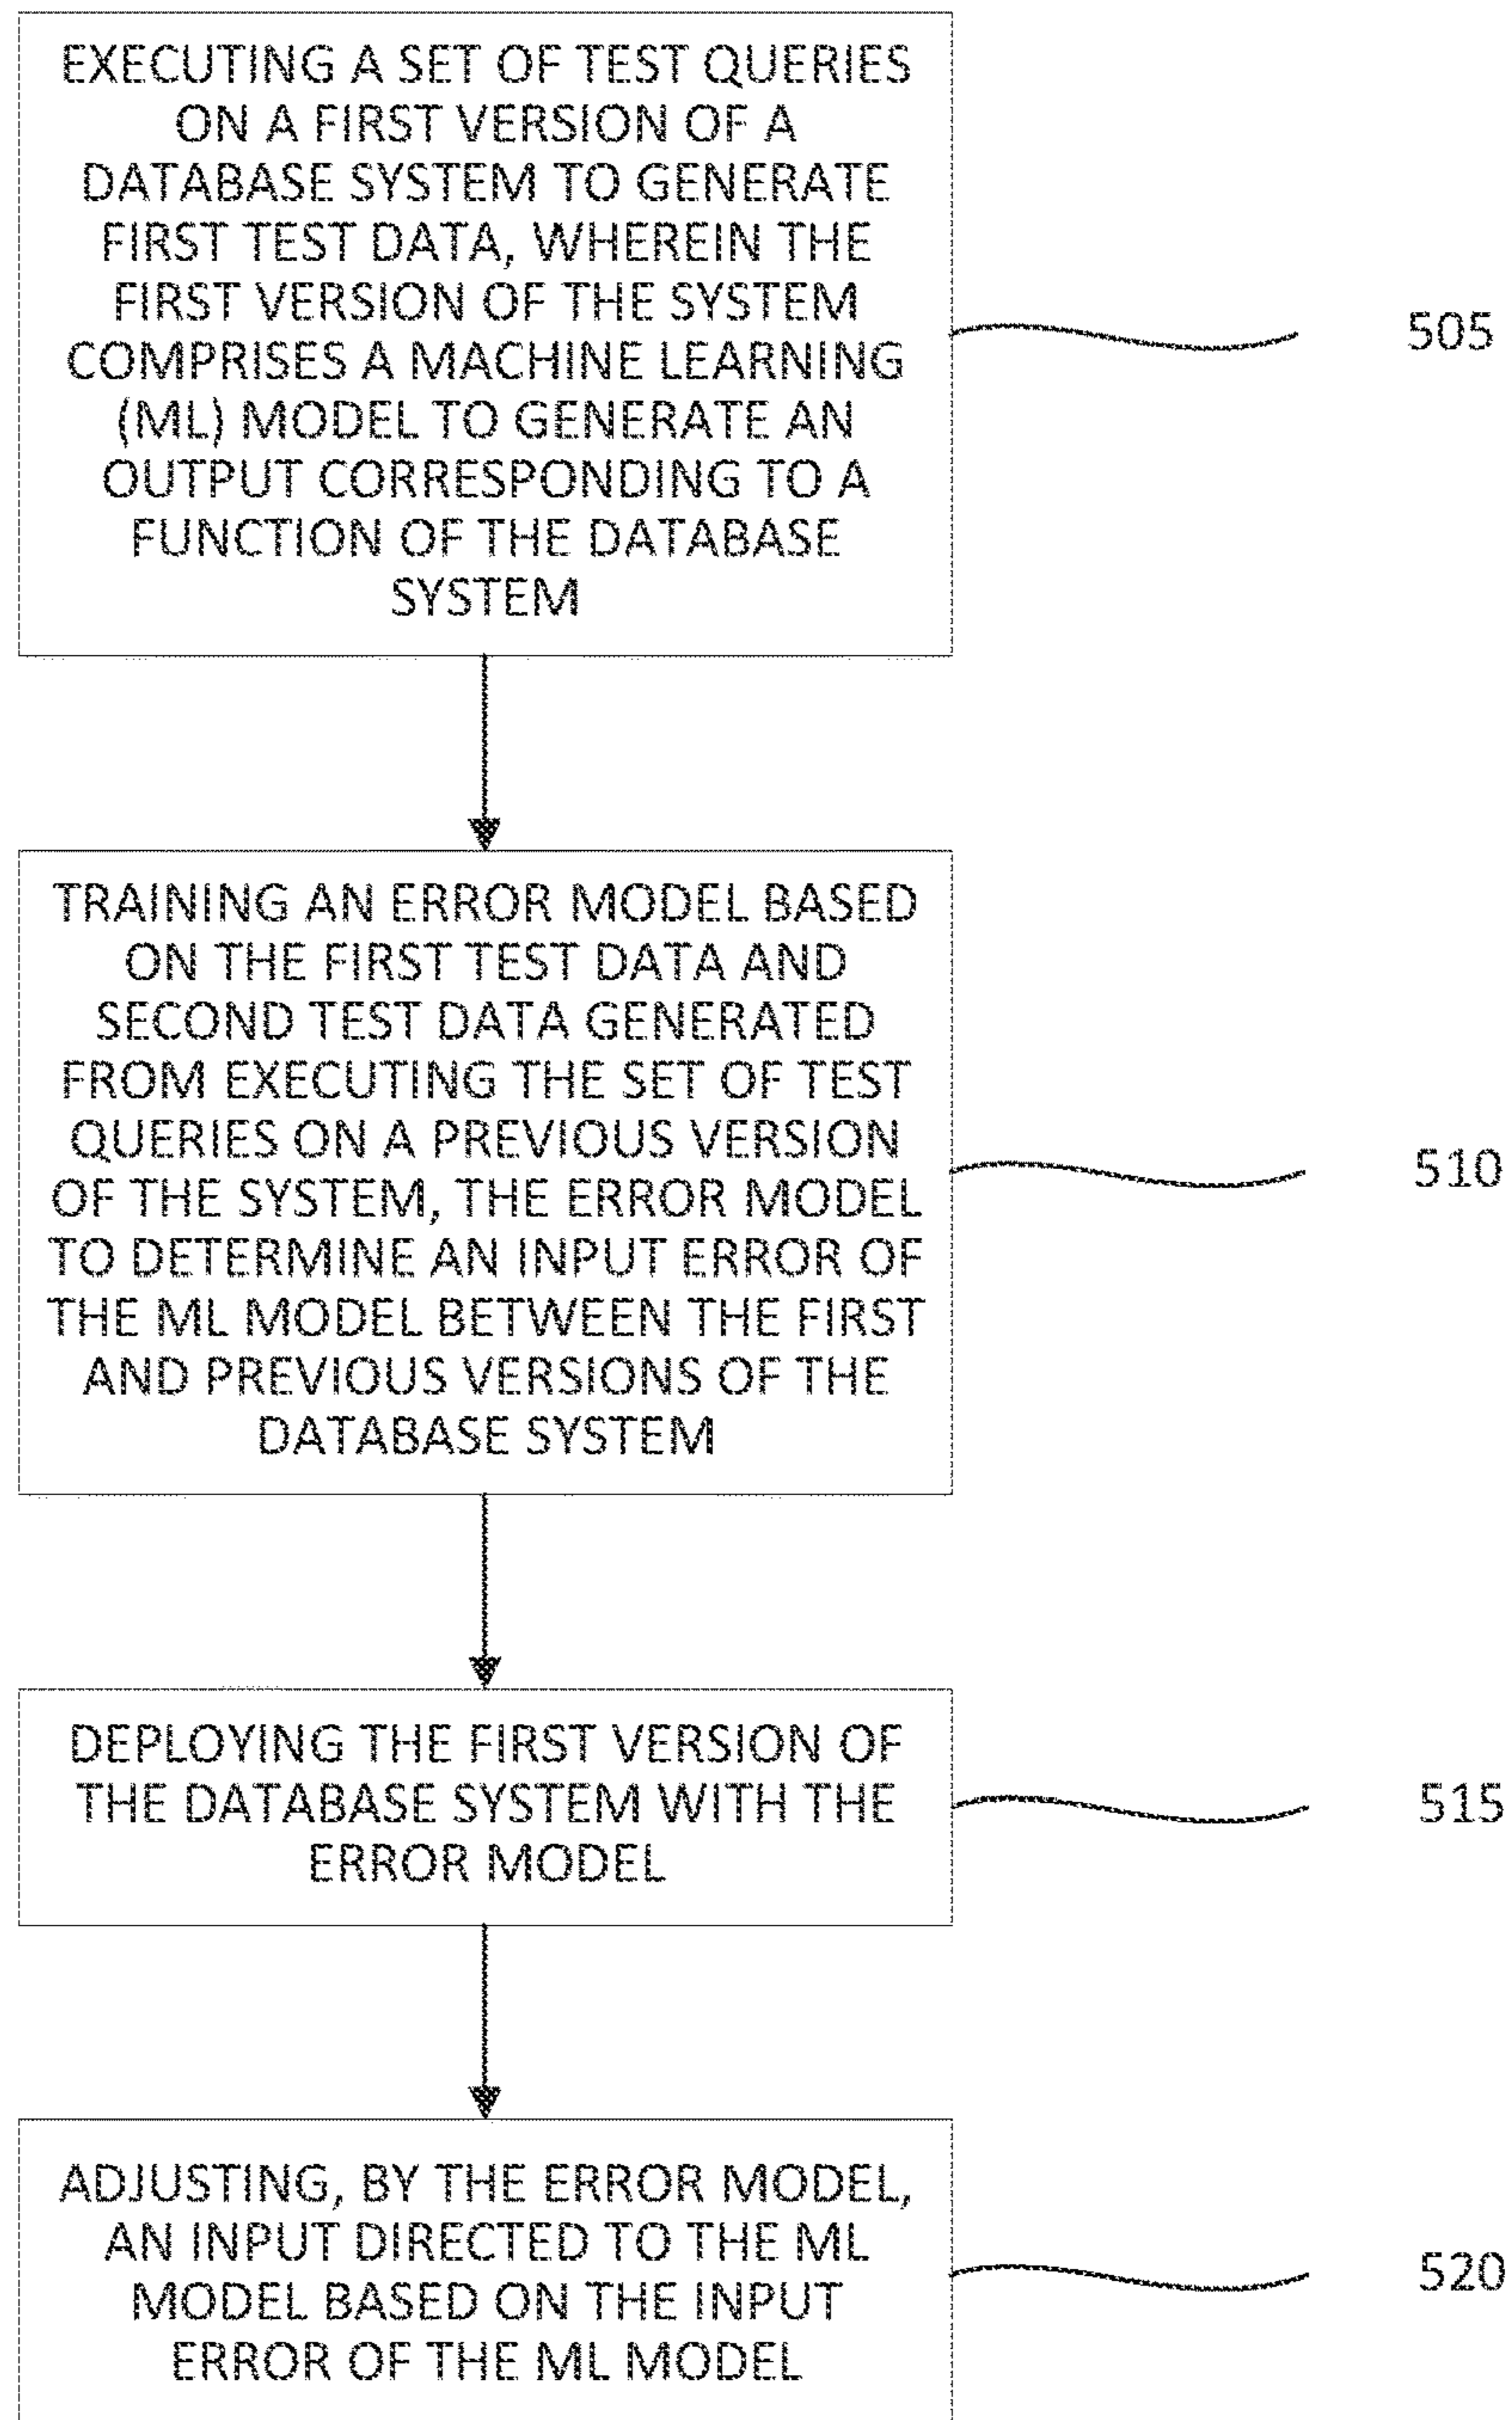 EXECUTING A SET OF TEST QUERIES
ON A FIRST VERSION OF A
DATABASE SYSTEM TO GENERATE
FIRST TEST DATA, WHEREIN THE
FIRST VERSION OF THE SYSTEM
COMPRISES A MACHINE LEARNING
(ML) MODEL TO GENERATE AN
OUTPUT CORRESPONDING TO A
FUNCTION OF THE DATABASE
SYSTEM
505
TRAINING AN ERROR MODEL BASED
ON THE FIRST TEST DATA AND
SECOND TEST DATA GENERATED
FROM EXECUTING THE SET OF TEST
QUERIES ON A PREVIOUS VERSION
OF THE SYSTEM, THE ERROR MODEL
TO DETERMINE AN INPUT ERROR OF
THE ML MODEL BETWEEN THE FIRST
AND PREVIOUS VERSIONS OF THE
DATABASE SYSTEM
510
DEPLOYING THE FIRST VERSION OF
THE DATABASE SYSTEM WITH THE
ERROR MODEL
515
ADJUSTING, BY THE ERROR MODEL,
AN INPUT DIRECTED TO THE ML
MODEL BASED ON THE INPUT
ERROR OF THE ML MODEL
520